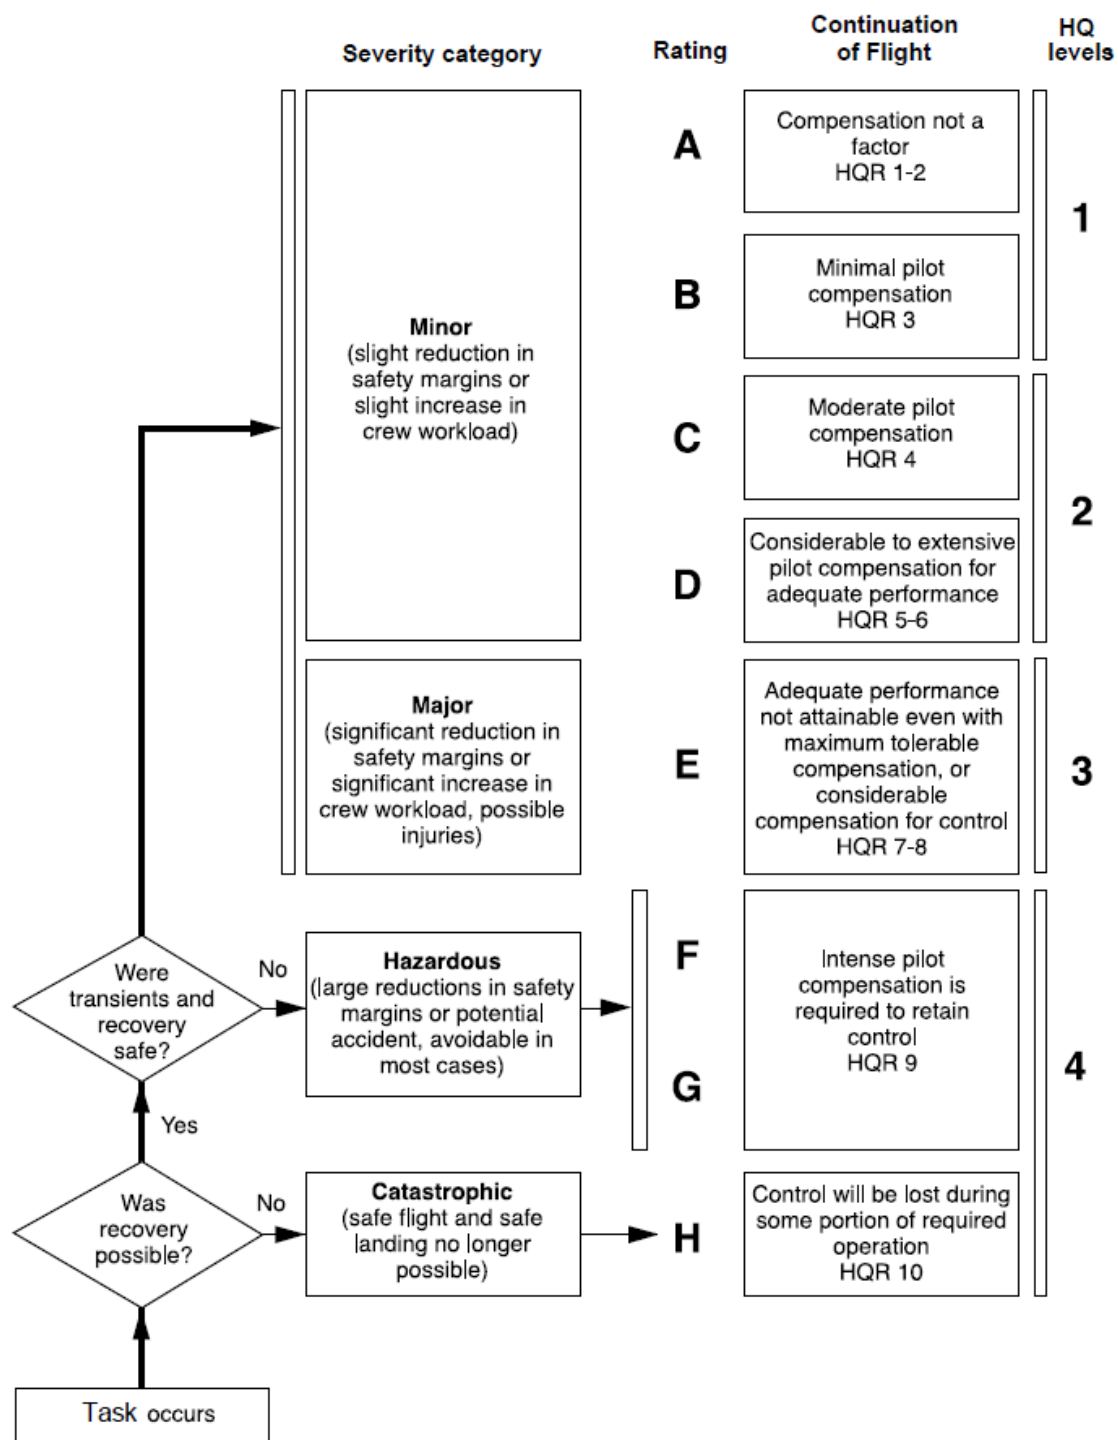 Severity category
Rating
Continuation
of Flight
HQ
levels
Minor
(slight reduction in
safety margins or
slight increase in
crew workload)
A
Compensation not a
factor
HQR 1-2
1
B
Minimal pilot
compensation
HQR 3
C
Moderate pilot
compensation
HQR 4
2
D
Considerable to extensive
pilot compensation for
adequate performance
HQR 5-6
Major
(significant reduction in
safety margins or
significant increase in
crew workload, possible
injuries)
E
Adequate performance
not attainable even with
maximum tolerable
compensation, or
considerable
compensation for control
HQR 7-8
3
Were
transients and
recovery
safe?
No
Hazardous
(large reductions in safety
margins or potential
accident, avoidable in
most cases)
F
G
Intense pilot
compensation is
required to retain
control
HQR 9
4
Yes
Was
recovery
possible?
No
Catastrophic
(safe flight and safe
landing no longer
possible)
H
Control will be lost during
some portion of required
operation
HQR 10
Task occurs